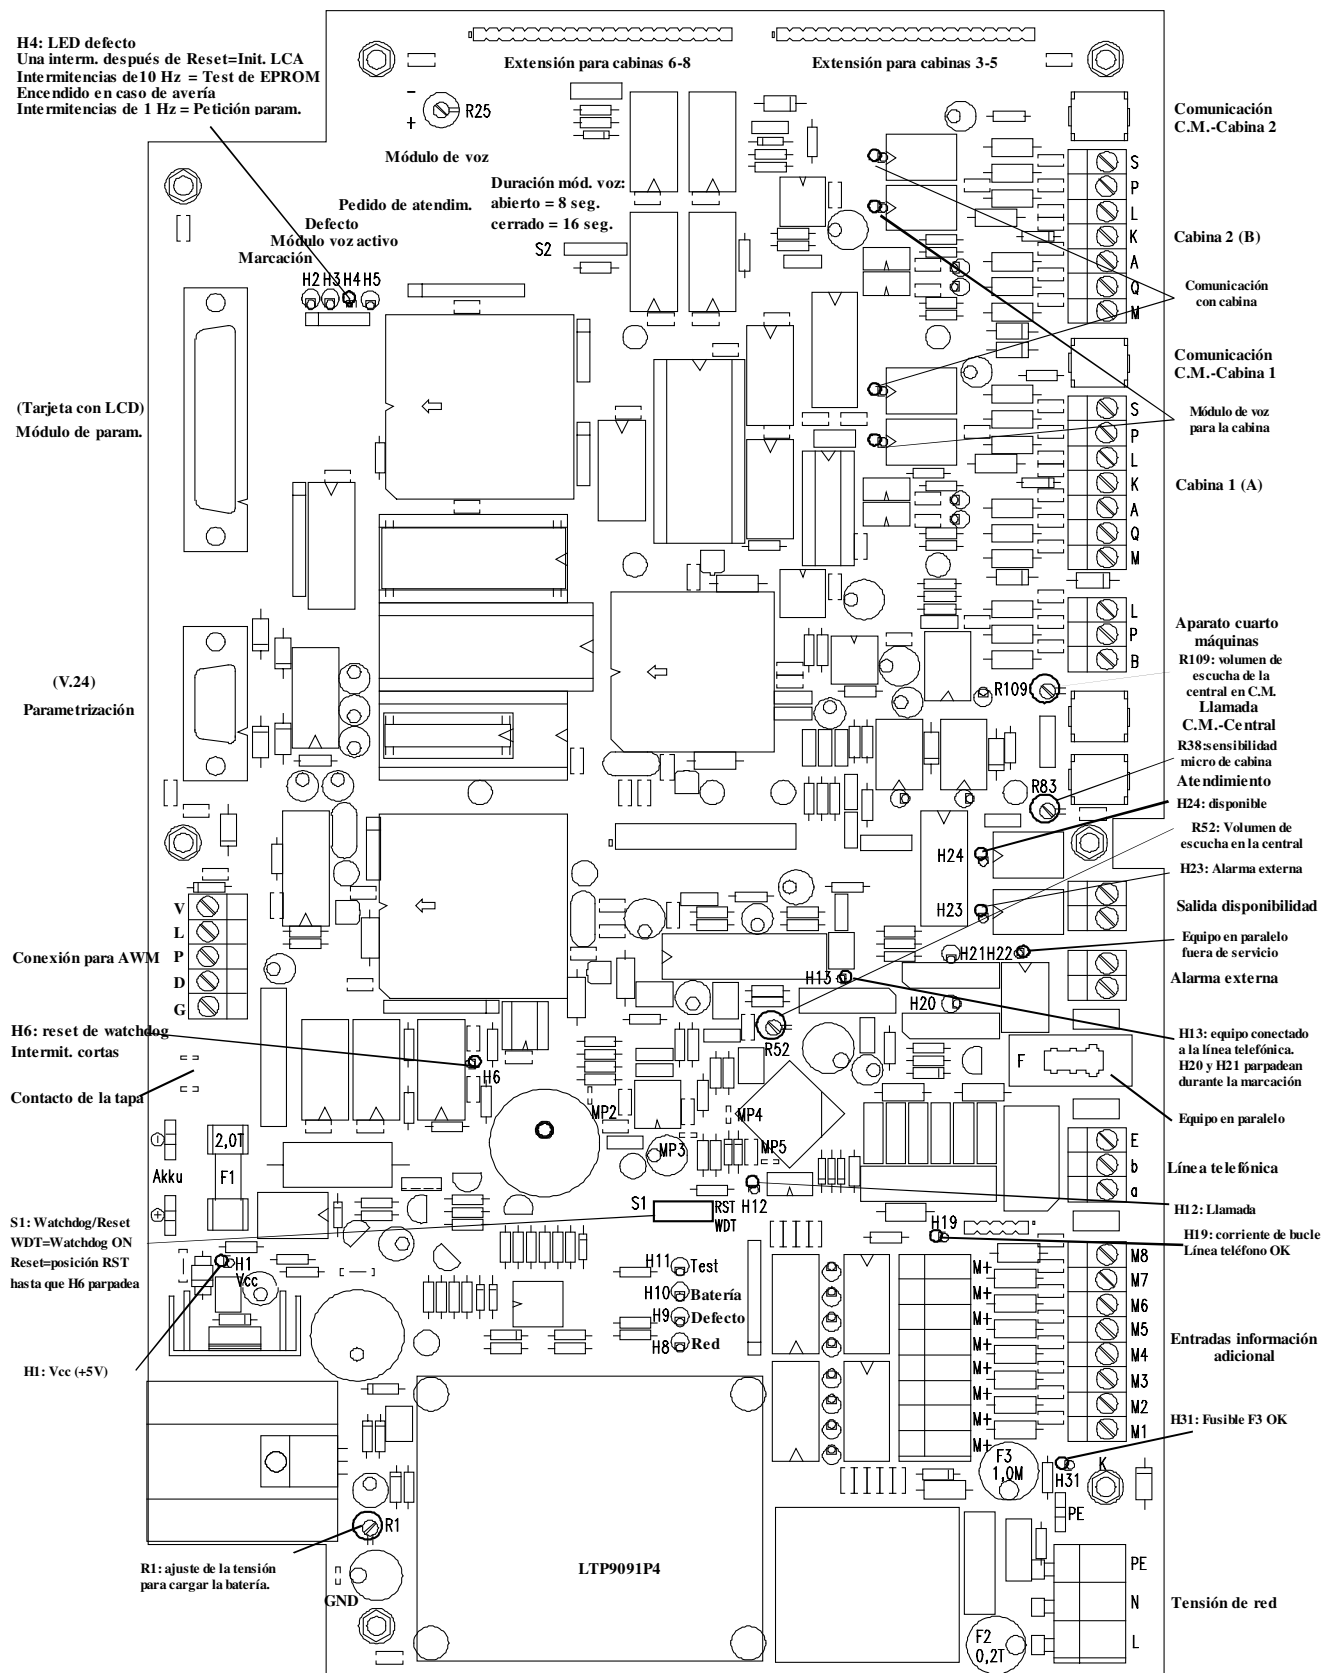 H4: LED defecto
Una interm. después de Reset=Init. LCA
Intermitencias de10 Hz = Test de EPROM
Encendido en caso de avería
Intermitencias de 1 Hz = Petición param.
Extensión para cabinas 6-8
Extensión para cabinas 3-5
-
+
R25
Módulo de voz
Duración mód. voz:
abierto = 8 seg.
cerrado = 16 seg.
S2
Pedido de atendim.
Defecto
Módulo voz activo
Marcación
H2 H3 H4 H5
Comunicación
C.M.-Cabina 2
S
P
L
K
A
Q
M
Cabina 2 (B)
Comunicación
con cabina
Comunicación
C.M.-Cabina 1
(Tarjeta con LCD)
Módulo de param.
S
P
L
K
A
Q
M
Módulo de voz
para la cabina
Cabina 1 (A)
L
P
B
Aparato cuarto
máquinas
R109
R109: volumen de
escucha de la
central en C.M.
Llamada
C.M.-Central
(V.24)
Parametrización
R38:sensibilidad
micro de cabina
R83
Atendimiento
H24: disponible
H24
R52: Volumen de
escucha en la central
H23: Alarma externa
H23
Salida disponibilidad
V
L
P
D
G
Conexión para AWM
H21 H22
Equipo en paralelo
fuera de servicio
H13
Alarma externa
H20
H6: reset de watchdog
Intermit. cortas
H6
R52
H13: equipo conectado
a la línea telefónica.
H20 y H21 parpadean
durante la marcación
F
Contacto de la tapa
MP2
MP4
MP3
MP5
Equipo en paralelo
-
Akku
+
2,0T
F1
E
b
a
Línea telefónica
S1
RST
WDT
H12
H12: Llamada
S1: Watchdog/Reset
WDT=Watchdog ON
Reset=posición RST
hasta que H6 parpadea
H19
H19: corriente de bucle
Línea teléfono OK
H1
Vcc
H11 Test
H10 Batería
H9 Defecto
H8 Red
M+
M+
M+
M+
M+
M+
M+
M+
M8
M7
M6
M5
M4
M3
M2
M1
Entradas información
adicional
H1: Vcc (+5V)
H31: Fusible F3 OK
F3
1,0M
H31
K
PE
R1
R1: ajuste de la tensión
para cargar la batería.
GND
LTP9091P4
PE
N
L
Tensión de red
F2
0,2T